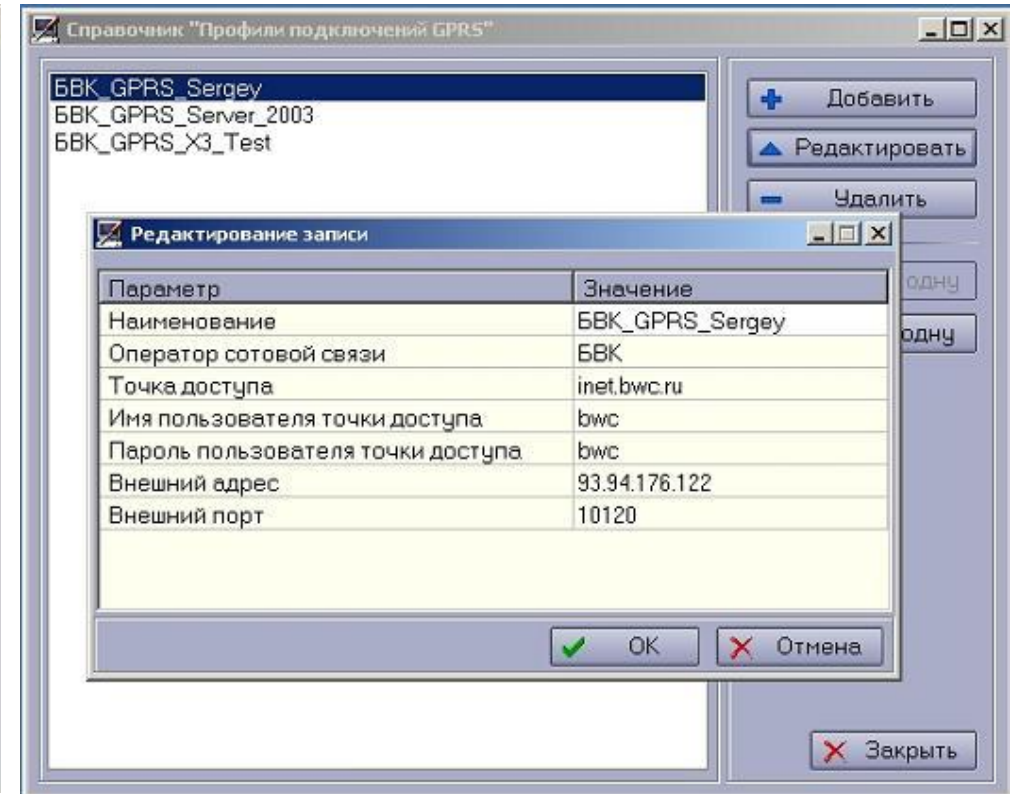 Справочник "Профили подключений GPRS"
БВК_GPRS_Sergey
БВК_GPRS_Server_2003
БВК_GPRS_X3_Test
Добавить
Редактировать
Удалить
одну
одну
Редактирование записи
Параметр Значение
Наименование БВК_GPRS_Sergey
Оператор сотовой связи БВК
Точка доступа inet.bwc.ru
Имя пользователя точки доступа bwc
Пароль пользователя точки доступа bwc
Внешний адрес 93.94.176.122
Внешний порт 10120
OK Отмена
Закрыть